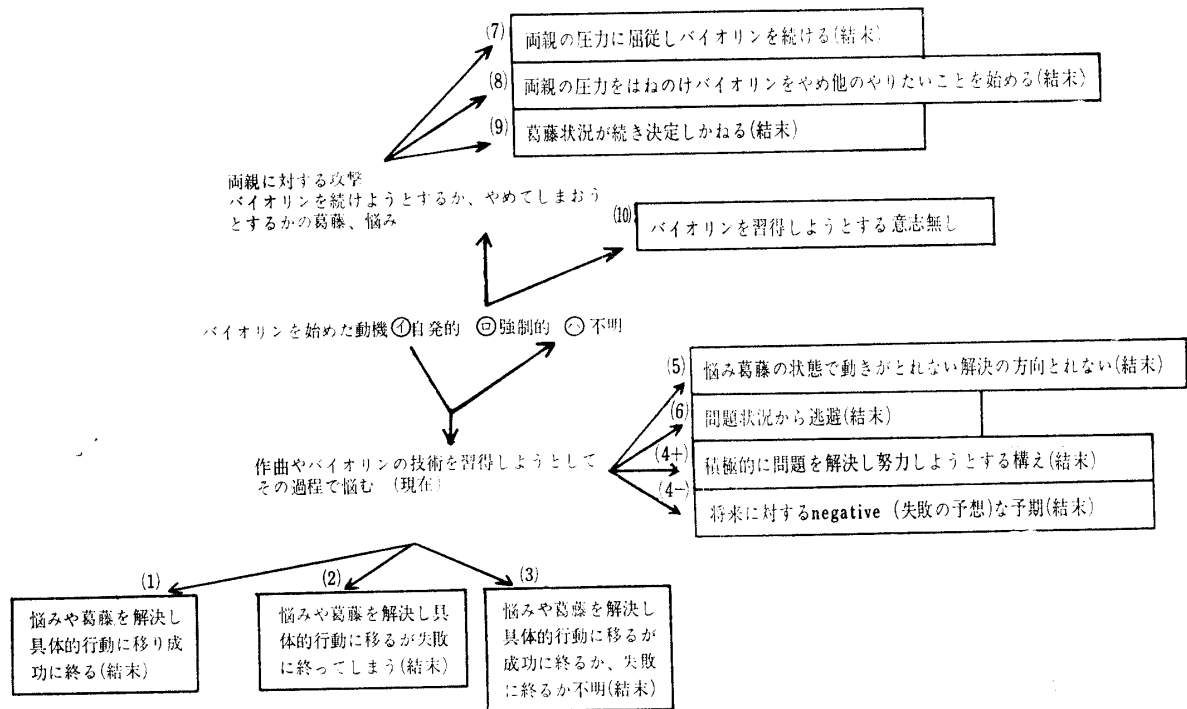 (7) 両親の圧力に屈従しバイオリンを続ける(結末)
(8) 両親の圧力をはねのけバイオリンをやめ他のやりたいことを始める(結末)
(9) 葛藤状況が続き決定しかねる(結末)
両親に対する攻撃
バイオリンを続けようとするか、やめてしまおう
とするかの葛藤、悩み
(10) バイオリンを習得しようとする意志無し
バイオリンを始めた動機㋑自発的 ㋺強制的 ㋩不明
(5) 悩み葛藤の状態で動きがとれない解決の方向とれない(結末)
(6) 問題状況から逃避(結末)
(4+) 積極的に問題を解決し努力しようとする構え(結末)
(4−) 将来に対するnegative (失敗の予想)な予期(結末)
作曲やバイオリンの技術を習得しようとして
その過程で悩む (現在)
(1)
悩みや葛藤を解決し
具体的行動に移り成
功に終る(結末)
(2)
悩みや葛藤を解決し具
体的行動に移るが失敗
に終ってしまう(結末)
(3)
悩みや葛藤を解決し
具体的行動に移るが
成功に終るか、失敗
に終るか不明(結末)